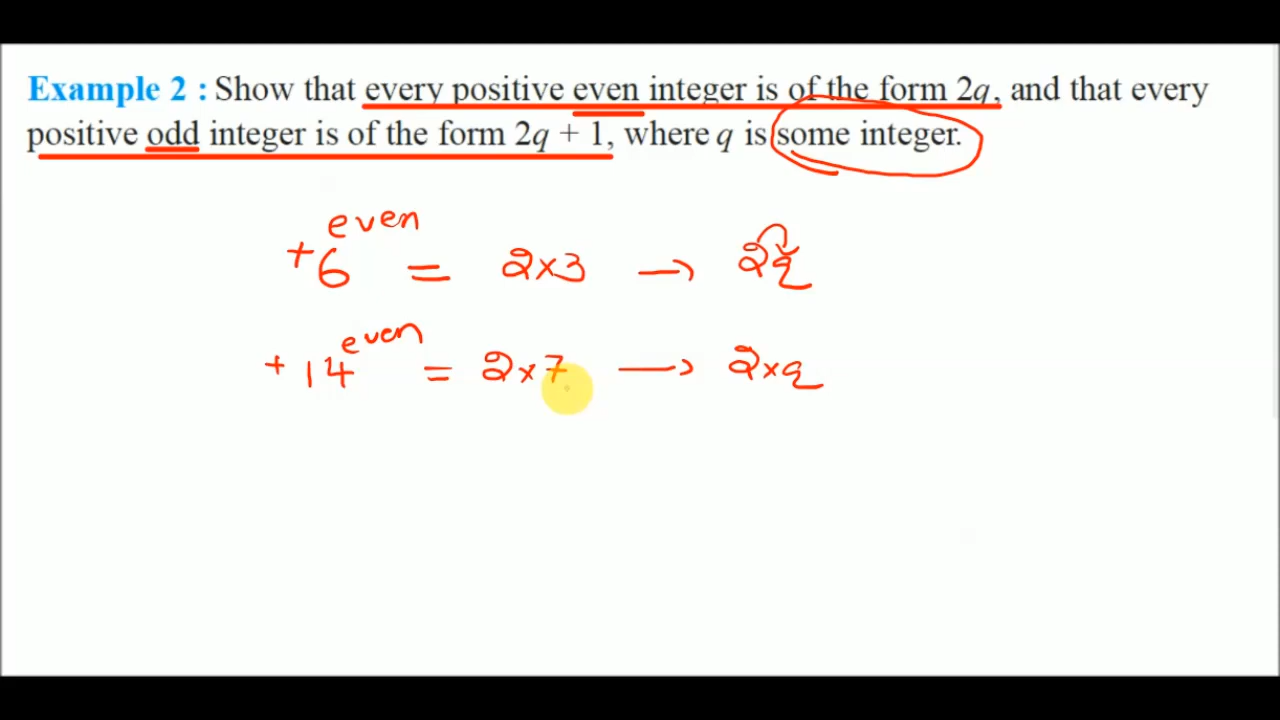 Example 2 : Show that every positive even integer is of the form 2q, and that every
positive odd integer is of the form 2q + 1, where q is some integer.
+6 even = 2×3 → 2q
+14 even = 2×7 → 2×q